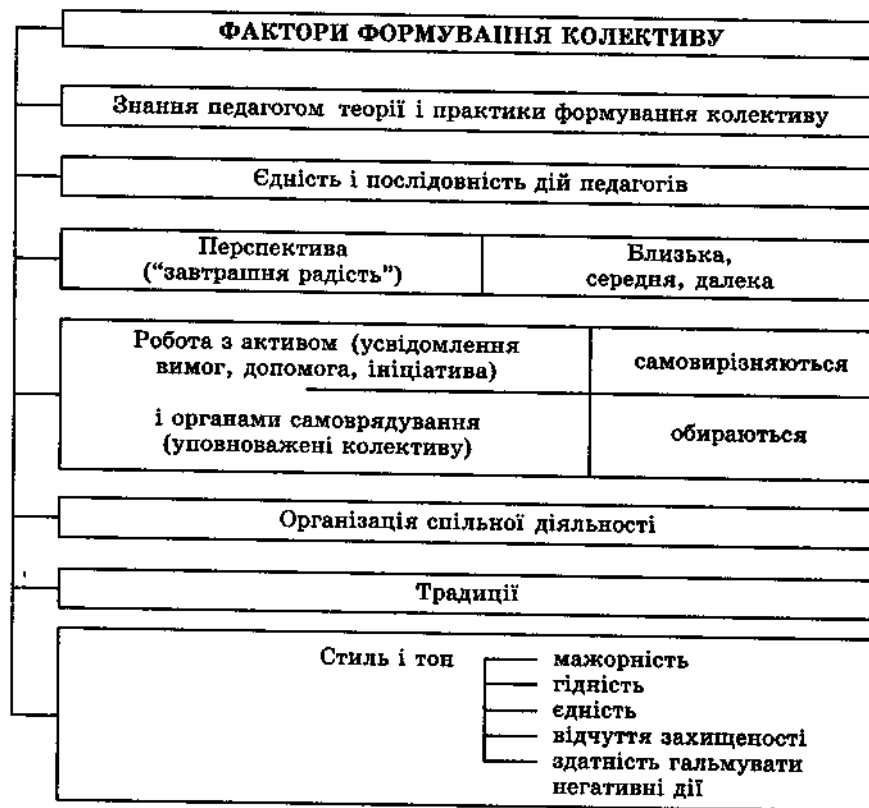 ФАКТОРИ ФОРМУВАННЯ КОЛЕКТИВУ
Знання педагогом теорії і практики формування колективу
Єдність і послідовність дій педагогів
Перспектива
(“завтрашня радість”)
Близька,
середня, далека
Робота з активом (усвідомлення
вимог, допомога, ініціатива)
самовирізняються
і органами самоврядування
(уповноважені колективу)
обираються
Організація спільної діяльності
Традиції
Стиль і тон
мажорність
гідність
єдність
відчуття захищеності
здатність гальмувати
негативні дії